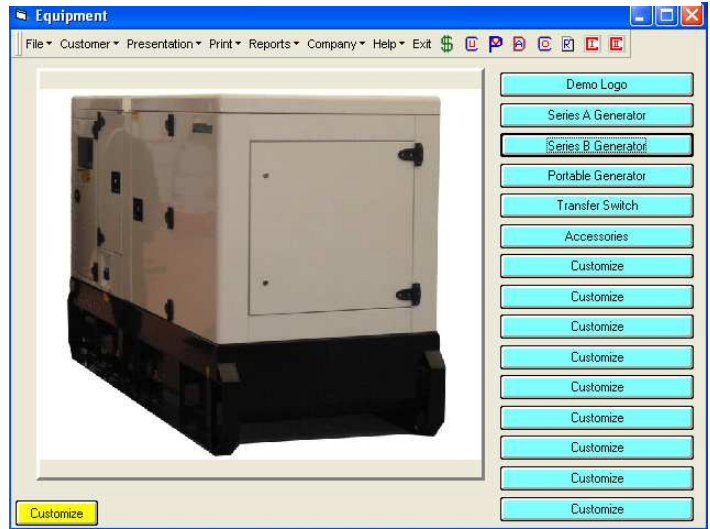 Equipment
File Customer Presentation Print Reports Company Help Exit $ U P A O R I II
Demo Logo
Series A Generator
Series B Generator
Portable Generator
Transfer Switch
Accessories
Customize
Customize
Customize
Customize
Customize
Customize
Customize
Customize
Customize
Customize